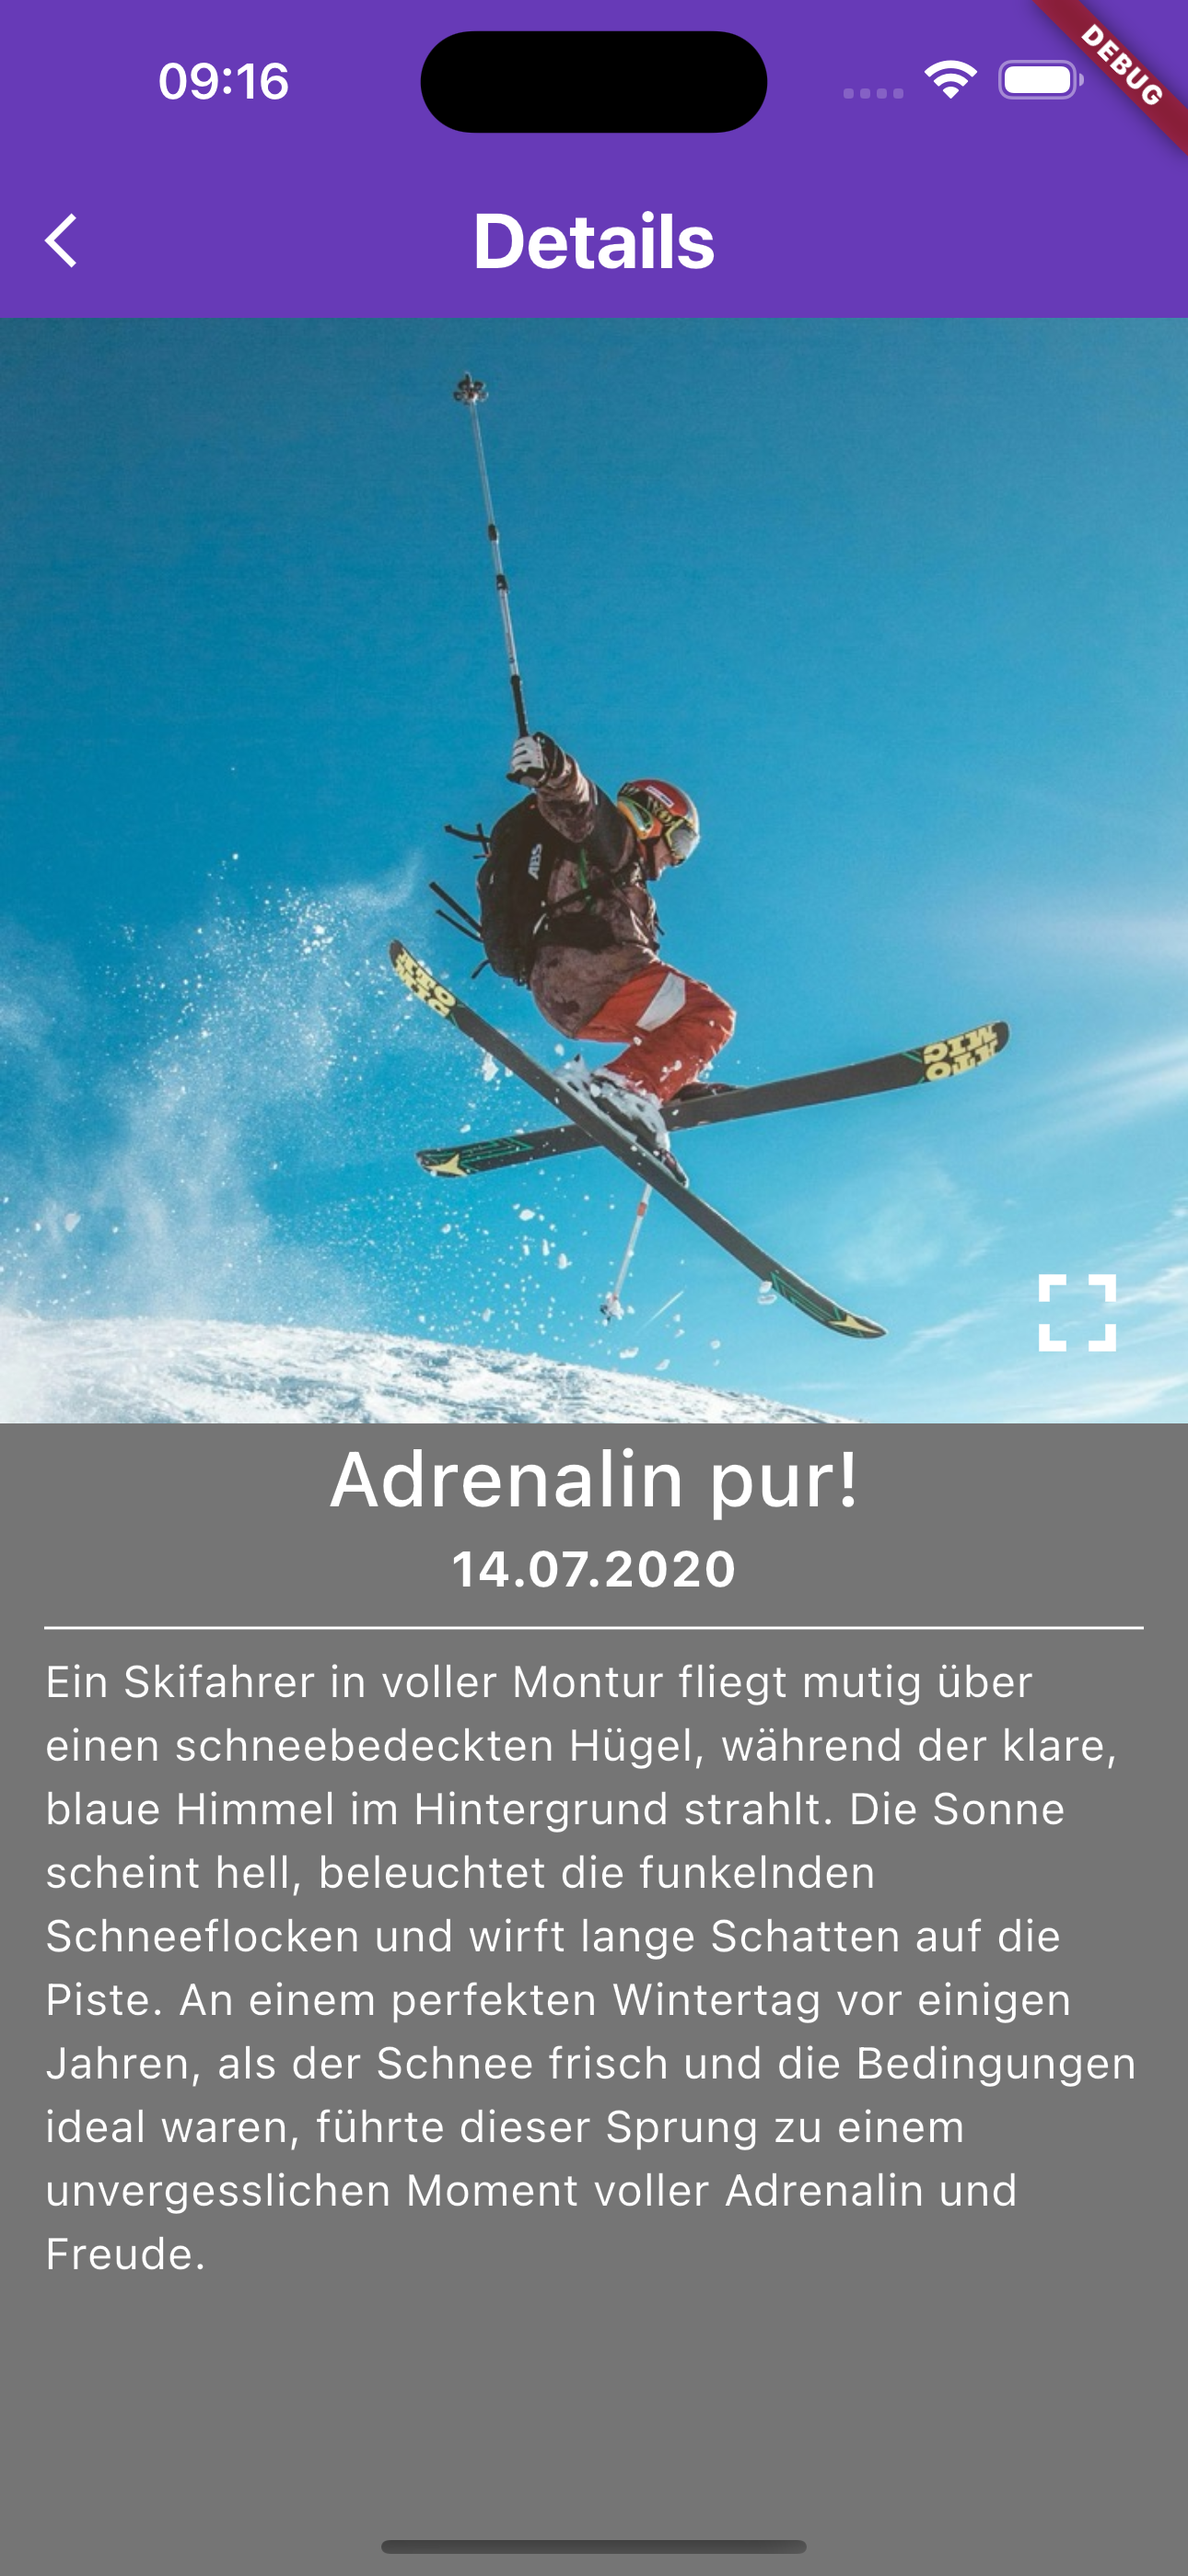 09:16
DEBUG
Details
ABS
Adrenalin pur!
14.07.2020
Ein Skifahrer in voller Montur fliegt mutig über
einen schneebedeckten Hügel, während der klare,
blaue Himmel im Hintergrund strahlt. Die Sonne
scheint hell, beleuchtet die funkelnden
Schneeflocken und wirft lange Schatten auf die
Piste. An einem perfekten Wintertag vor einigen
Jahren, als der Schnee frisch und die Bedingungen
ideal waren, führte dieser Sprung zu einem
unvergesslichen Moment voller Adrenalin und
Freude.